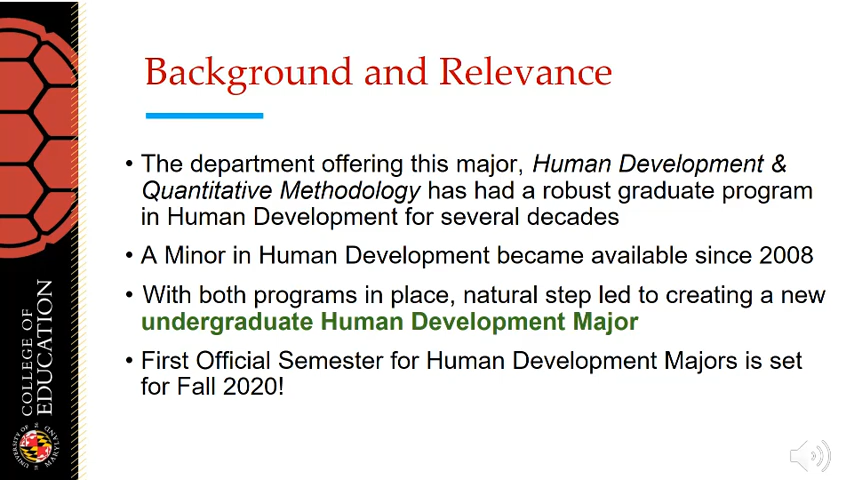 Background and Relevance
• The department offering this major, Human Development &
Quantitative Methodology has had a robust graduate program
in Human Development for several decades
• A Minor in Human Development became available since 2008
• With both programs in place, natural step led to creating a new
undergraduate Human Development Major
• First Official Semester for Human Development Majors is set
for Fall 2020!
COLLEGE OF
EDUCATION
UNIVERSITY OF
MARYLAND